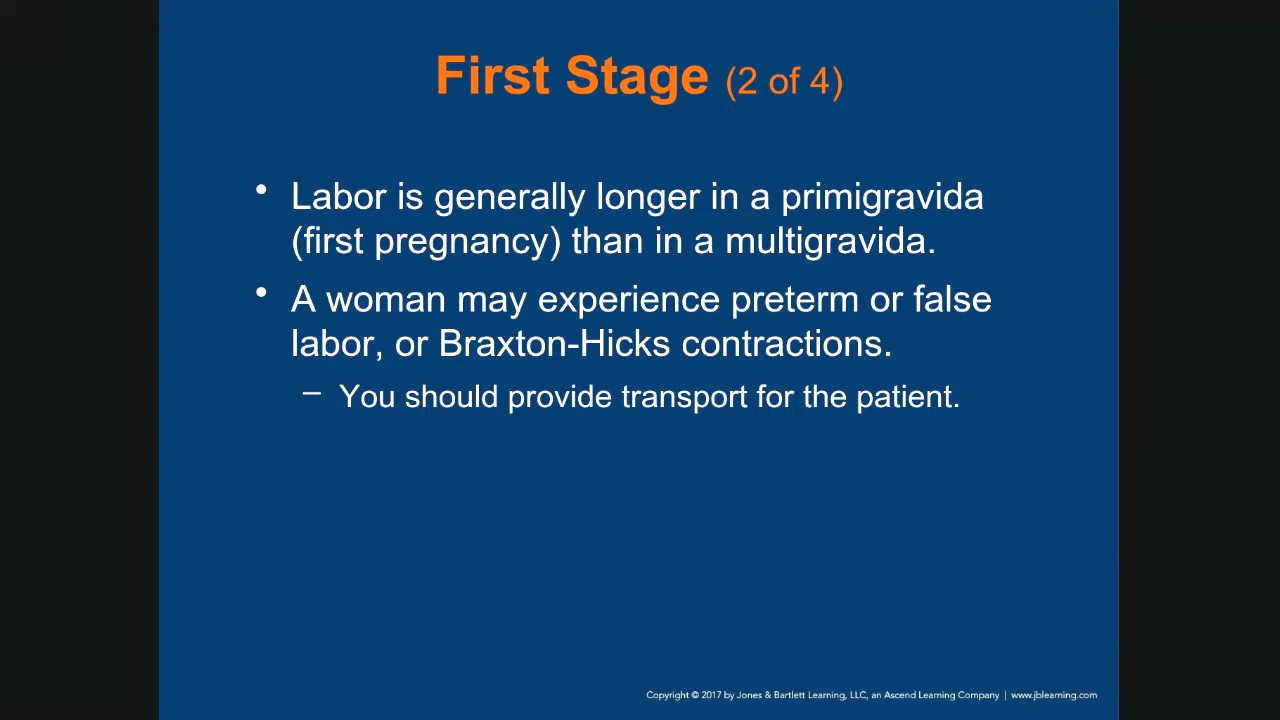 First Stage (2 of 4)
• Labor is generally longer in a primigravida
(first pregnancy) than in a multigravida.
• A woman may experience preterm or false
labor, or Braxton-Hicks contractions.
– You should provide transport for the patient.
Copyright © 2017 by Jones & Bartlett Learning, LLC, an Ascend Learning Company | www.jblearning.com